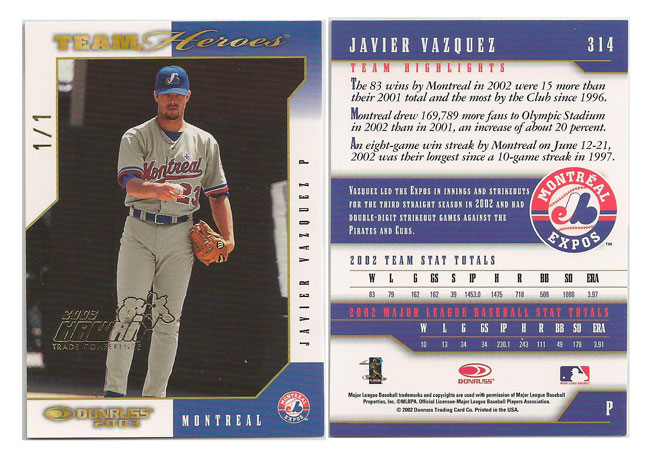 TEAM Heroes
1/1
Montreal
23
JAVIER VAZQUEZ P
2003
HAWAII
TRADE CONFERENCE
DONRUSS
2003
MONTREAL
MONTRÉAL
EXPOS
JAVIER VAZQUEZ 314
TEAM HIGHLIGHTS
The 83 wins by Montreal in 2002 were 15 more than
their 2001 total and the most by the Club since 1996.
Montreal drew 169,789 more fans to Olympic Stadium
in 2002 than in 2001, an increase of about 20 percent.
An eight-game win streak by Montreal on June 12-21,
2002 was their longest since a 10-game streak in 1997.
VAZQUEZ LED THE EXPOS IN INNINGS AND STRIKEOUTS
FOR THE THIRD STRAIGHT SEASON IN 2002 AND HAD
DOUBLE-DIGIT STRIKEOUT GAMES AGAINST THE
PIRATES AND CUBS.
MONTRÉAL
EXPOS
TM
2002 TEAM STAT TOTALS
W L G GS S IP H R BB SO ERA
83 79 162 162 39 1453.0 1475 718 508 1088 3.97
2002 MAJOR LEAGUE BASEBALL STAT TOTALS
W L G GS IP H R BB SO ERA
10 13 34 34 230.1 243 111 49 179 3.91
DONRUSS
Major League Baseball trademarks and copyrights are used with permission of Major League Baseball
Properties, Inc. ©MLBPA. Official Licensee-Major League Baseball Players Association.
© 2002 Donruss Trading Card Co. Printed in the USA.
P